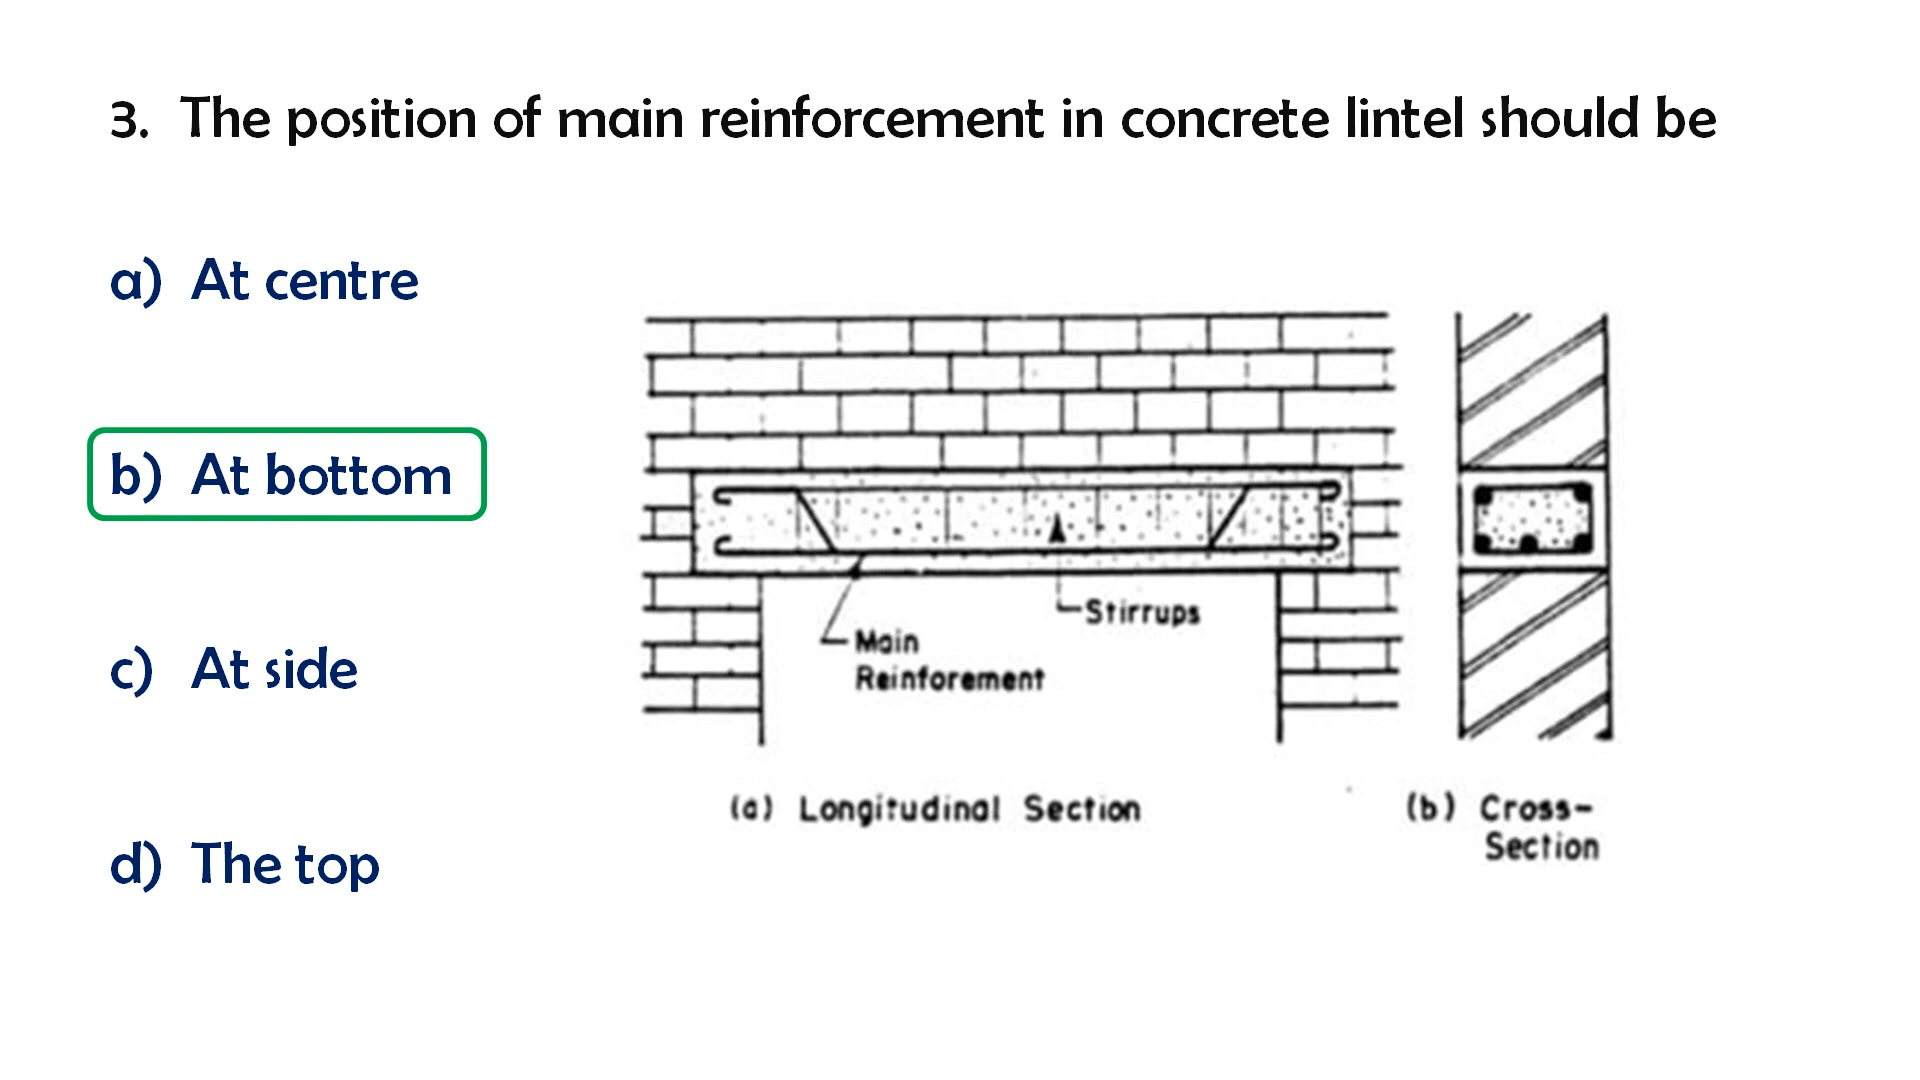 3. The position of main reinforcement in concrete lintel should be
a) At centre
b) At bottom
c) At side
d) The top
Stirrups
Main
Reinforement
(a) Longitudinal Section
(b) Cross-
Section